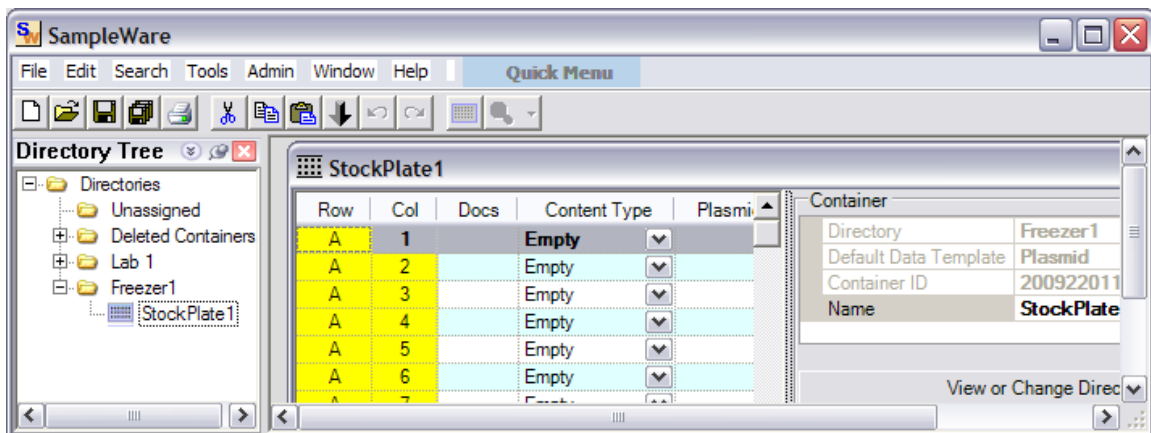 SampleWare
File Edit Search Tools Admin Window Help Quick Menu
Directory Tree
Directories
Unassigned
Deleted Containers
Lab 1
Freezer1
StockPlate1
StockPlate1
Row Col Docs Content Type Plasmi
A 1 Empty
A 2 Empty
A 3 Empty
A 4 Empty
A 5 Empty
A 6 Empty
Container
Directory Freezer1
Default Data Template Plasmid
Container ID 200922011
Name StockPlate
View or Change Direc